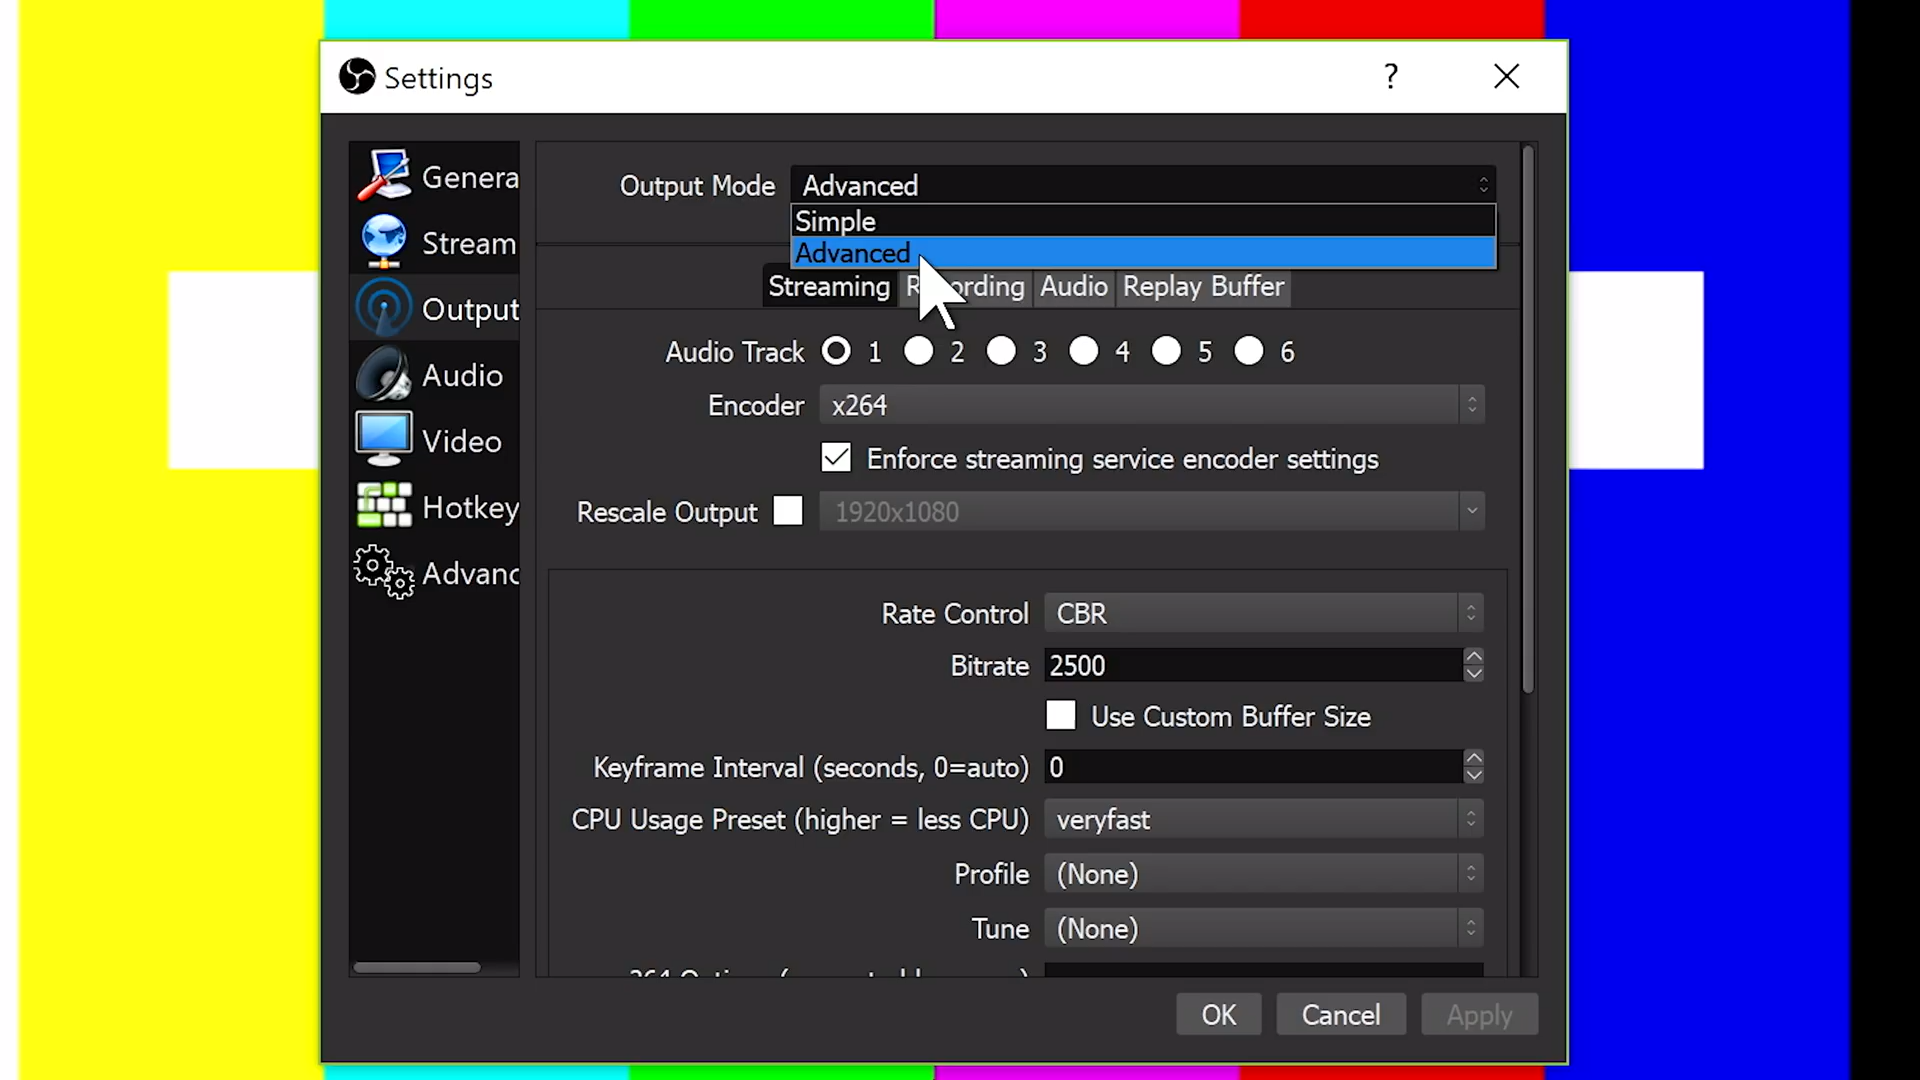 Settings
?
Genera
Stream
Output
Audio
Video
Hotkey
Advanc
Output Mode Advanced
Simple
Advanced
Streaming Recording Audio Replay Buffer
Audio Track 1 2 3 4 5 6
Encoder x264
Enforce streaming service encoder settings
Rescale Output 1920x1080
Rate Control CBR
Bitrate 2500
Use Custom Buffer Size
Keyframe Interval (seconds, 0=auto) 0
CPU Usage Preset (higher = less CPU) veryfast
Profile (None)
Tune (None)
OK Cancel Apply